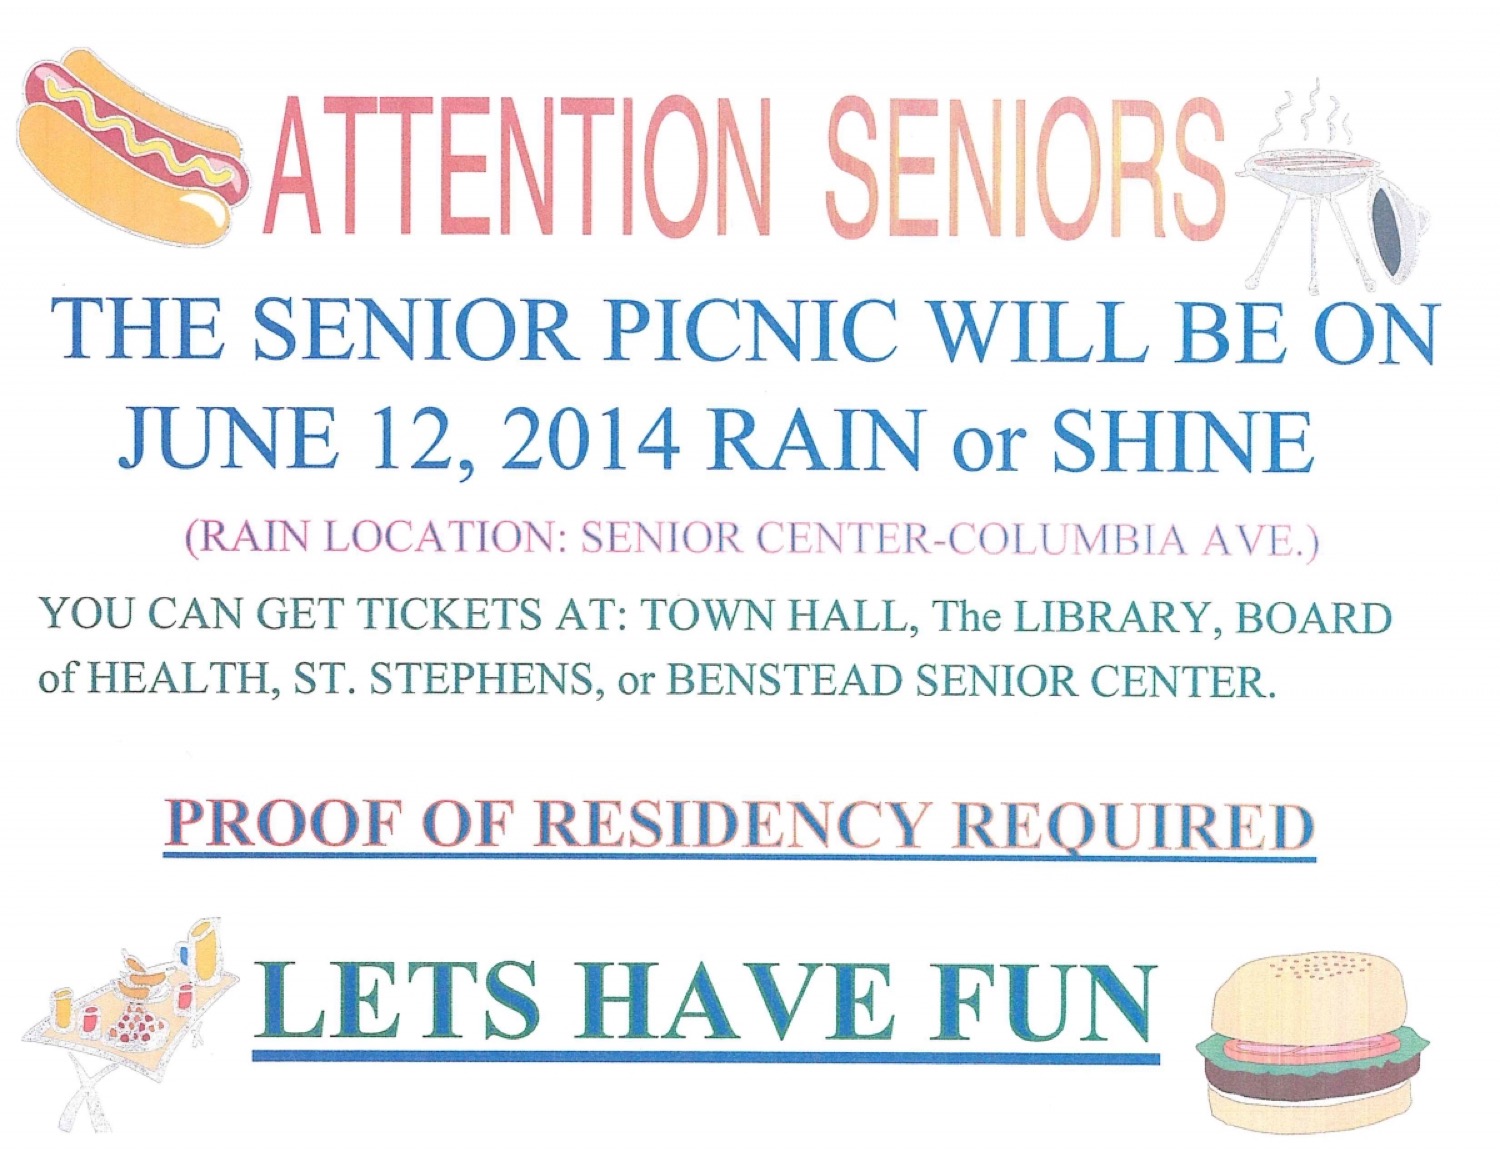 ATTENTION SENIORS
THE SENIOR PICNIC WILL BE ON
JUNE 12, 2014 RAIN or SHINE
(RAIN LOCATION: SENIOR CENTER-COLUMBIA AVE.)
YOU CAN GET TICKETS AT: TOWN HALL, The LIBRARY, BOARD
of HEALTH, ST. STEPHENS, or BENSTEAD SENIOR CENTER.
PROOF OF RESIDENCY REQUIRED
LETS HAVE FUN